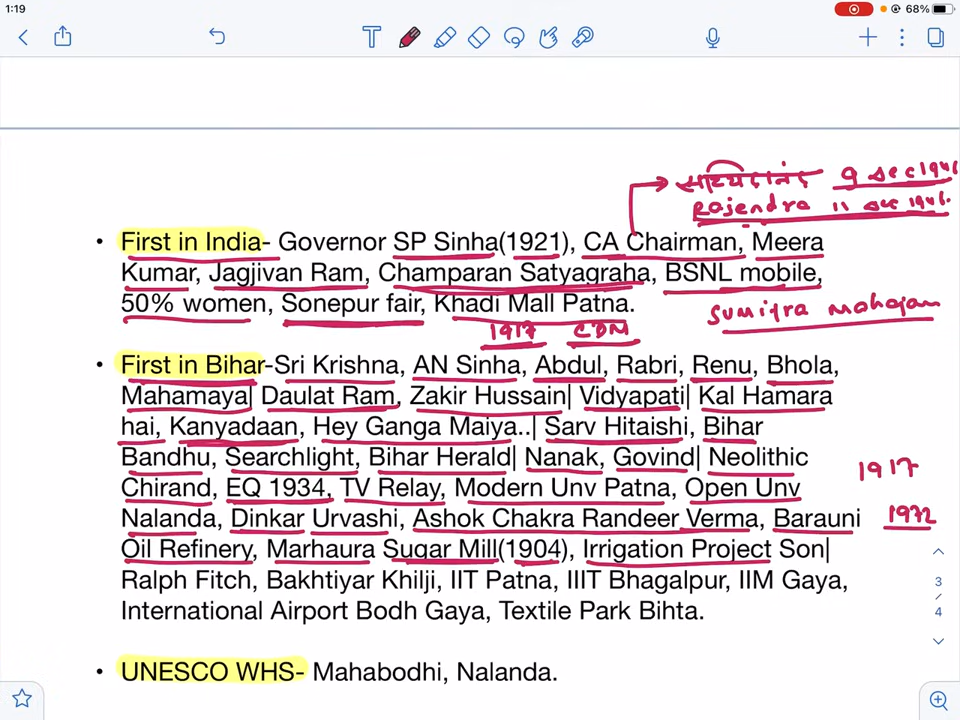 1:19
68%
9 Dec 1946
Rajendra 11 Dec 1946.
• First in India- Governor SP Sinha(1921), CA Chairman, Meera
Kumar, Jagjivan Ram, Champaran Satyagraha, BSNL mobile,
50% women, Sonepur fair, Khadi Mall Patna.
Sumitra mahajan
1917 CDM
• First in Bihar-Sri Krishna, AN Sinha, Abdul, Rabri, Renu, Bhola,
Mahamaya| Daulat Ram, Zakir Hussain| Vidyapati| Kal Hamara
hai, Kanyadaan, Hey Ganga Maiya..| Sarv Hitaishi, Bihar
Bandhu, Searchlight, Bihar Herald| Nanak, Govind| Neolithic
1917
Chirand, EQ 1934, TV Relay, Modern Unv Patna, Open Unv
Nalanda, Dinkar Urvashi, Ashok Chakra Randeer Verma, Barauni
1972
Oil Refinery, Marhaura Sugar Mill(1904), Irrigation Project Son|
Ralph Fitch, Bakhtiyar Khilji, IIT Patna, IIIT Bhagalpur, IIM Gaya,
International Airport Bodh Gaya, Textile Park Bihta.
• UNESCO WHS- Mahabodhi, Nalanda.
3
/
4